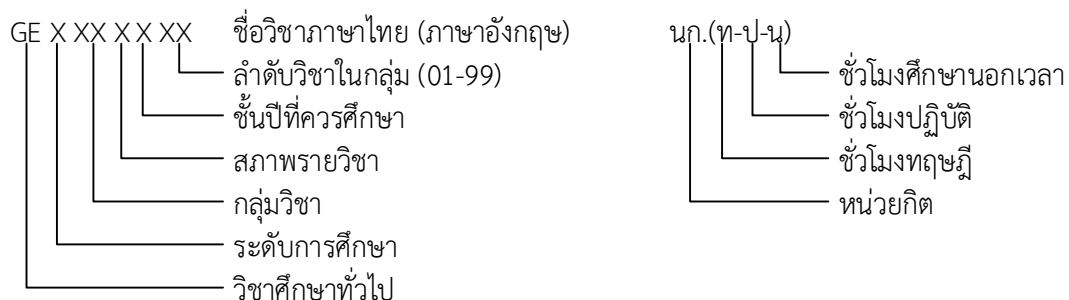 GE X XX X X XX ชื่อวิชาภาษาไทย (ภาษาอังกฤษ) นก.(ท-ป-น)
ลำดับวิชาในกลุ่ม (01-99) ชั่วโมงศึกษานอกเวลา
ชั้นปีที่ควรศึกษา ชั่วโมงปฏิบัติ
สภาพรายวิชา ชั่วโมงทฤษฎี
กลุ่มวิชา หน่วยกิต
ระดับการศึกษา
วิชาศึกษาทั่วไป